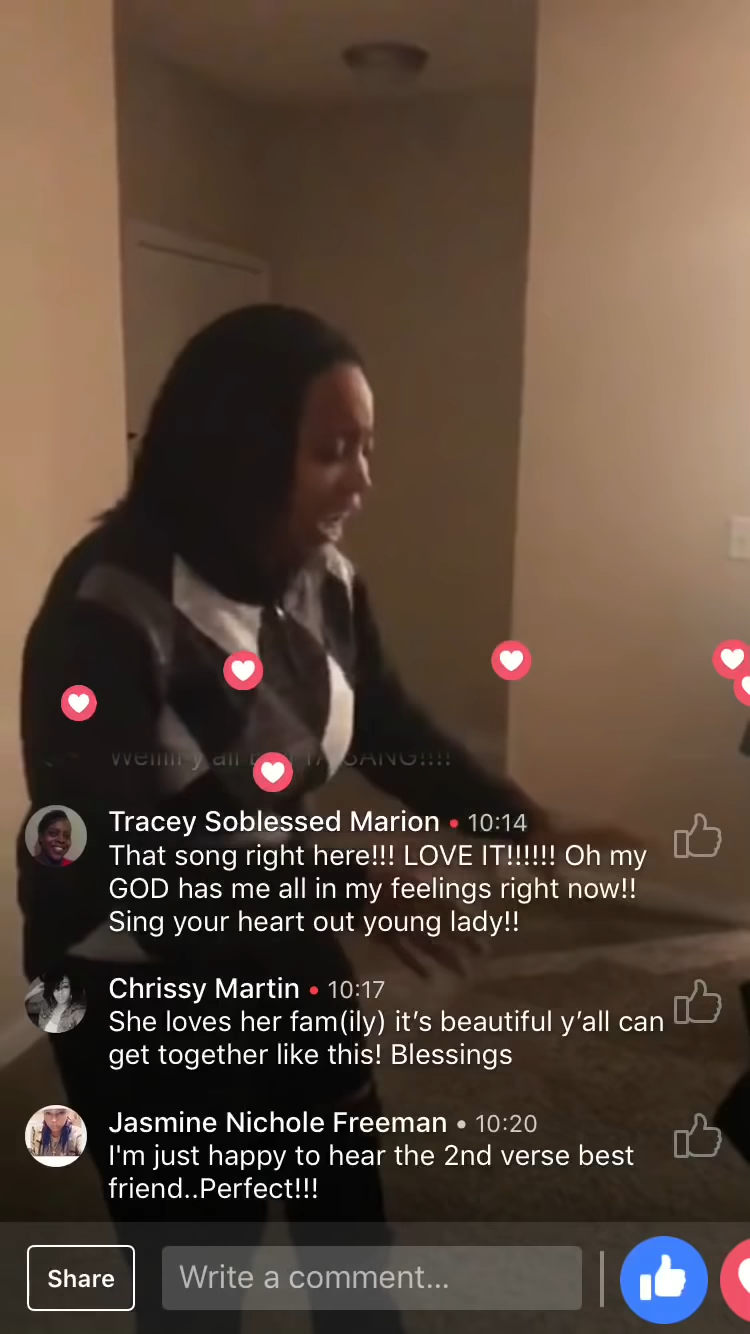 SANG!!!!
Tracey Soblessed Marion • 10:14
That song right here!!! LOVE IT!!!!!! Oh my
GOD has me all in my feelings right now!!
Sing your heart out young lady!!
Chrissy Martin • 10:17
She loves her fam(ily) it’s beautiful y’all can
get together like this! Blessings
Jasmine Nichole Freeman • 10:20
I'm just happy to hear the 2nd verse best
friend..Perfect!!!
Share
Write a comment...